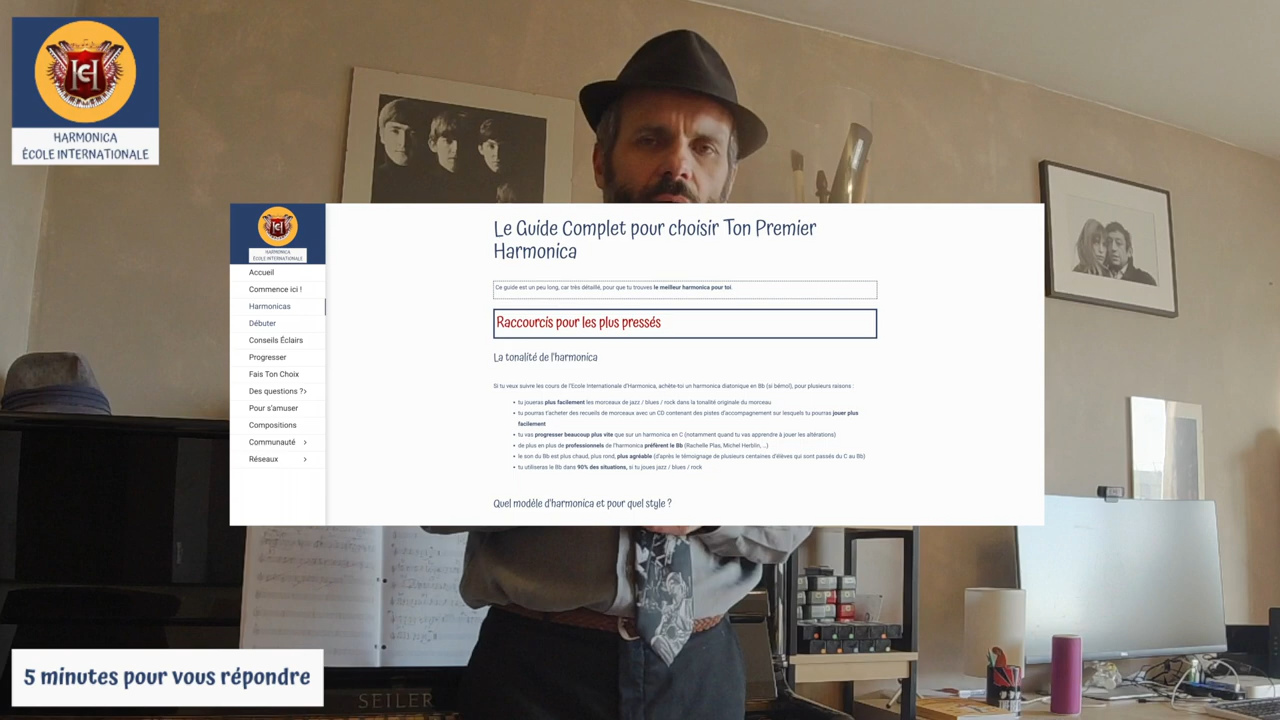 HARMONICA
ÉCOLE INTERNATIONALE
HARMONICA
ÉCOLE INTERNATIONALE
Accueil
Commence ici !
Harmonicas
Débuter
Conseils Éclairs
Progresser
Fais Ton Choix
Des questions ?
Pour s'amuser
Compositions
Communauté
Réseaux
Le Guide Complet pour choisir Ton Premier
Harmonica
Ce guide est un peu long, car très détaillé, pour que tu trouves le meilleur harmonica pour toi.
Raccourcis pour les plus pressés
La tonalité de l'harmonica
Si tu veux suivre les cours de l'Ecole Internationale d'Harmonica, achète-toi un harmonica diatonique en Bb (si bémol), pour plusieurs raisons :
• tu joueras plus facilement les morceaux de jazz / blues / rock dans la tonalité originale du morceau
• tu pourras t'acheter des recueils de morceaux avec un CD contenant des pistes d'accompagnement sur lesquels tu pourras jouer plus
facilement
• tu vas progresser beaucoup plus vite que sur un harmonica en C (notamment quand tu vas apprendre à jouer les altérations)
• de plus en plus de professionnels de l'harmonica préfèrent le Bb (Rachelle Plas, Michel Herblin, ...)
• le son du Bb est plus chaud, plus rond, plus agréable (d'après le témoignage de plusieurs centaines d'élèves qui sont passés du C au Bb)
• tu utiliseras le Bb dans 90% des situations, si tu joues jazz / blues / rock
Quel modèle d'harmonica et pour quel style ?
5 minutes pour vous répondre
SEILER